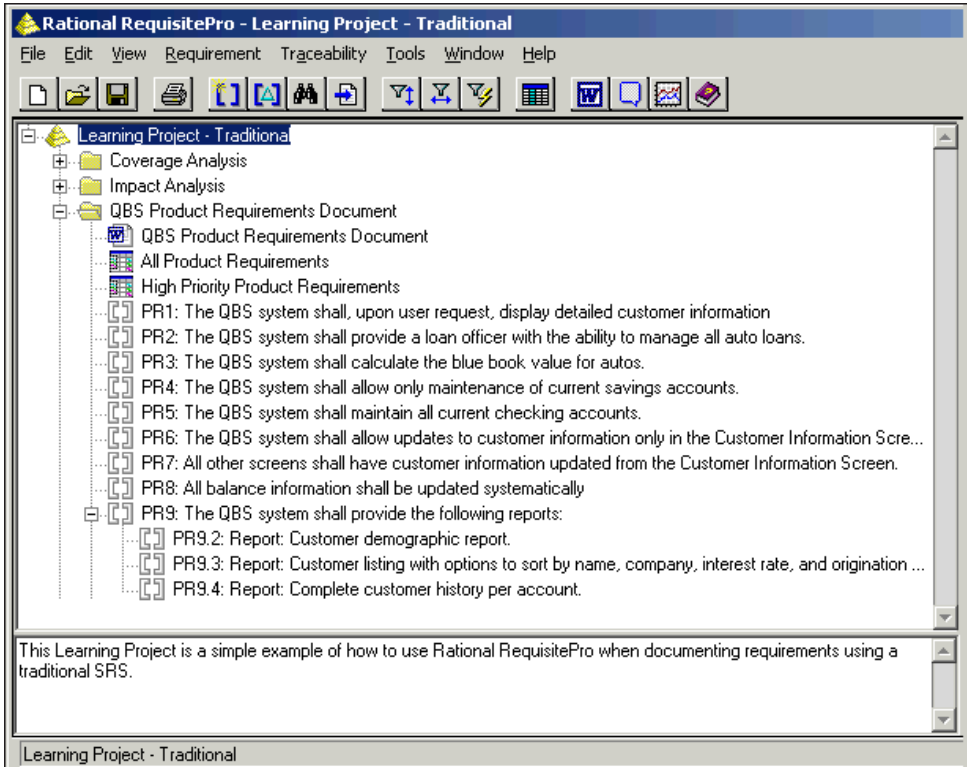 Rational RequisitePro - Learning Project - Traditional
File Edit View Requirement Traceability Tools Window Help
Learning Project - Traditional
Coverage Analysis
Impact Analysis
QBS Product Requirements Document
QBS Product Requirements Document
All Product Requirements
High Priority Product Requirements
PR1: The QBS system shall, upon user request, display detailed customer information
PR2: The QBS system shall provide a loan officer with the ability to manage all auto loans.
PR3: The QBS system shall calculate the blue book value for autos.
PR4: The QBS system shall allow only maintenance of current savings accounts.
PR5: The QBS system shall maintain all current checking accounts.
PR6: The QBS system shall allow updates to customer information only in the Customer Information Scre...
PR7: All other screens shall have customer information updated from the Customer Information Screen.
PR8: All balance information shall be updated systematically
PR9: The QBS system shall provide the following reports:
PR9.2: Report: Customer demographic report.
PR9.3: Report: Customer listing with options to sort by name, company, interest rate, and origination ...
PR9.4: Report: Complete customer history per account.
This Learning Project is a simple example of how to use Rational RequisitePro when documenting requirements using a
traditional SRS.
Learning Project - Traditional